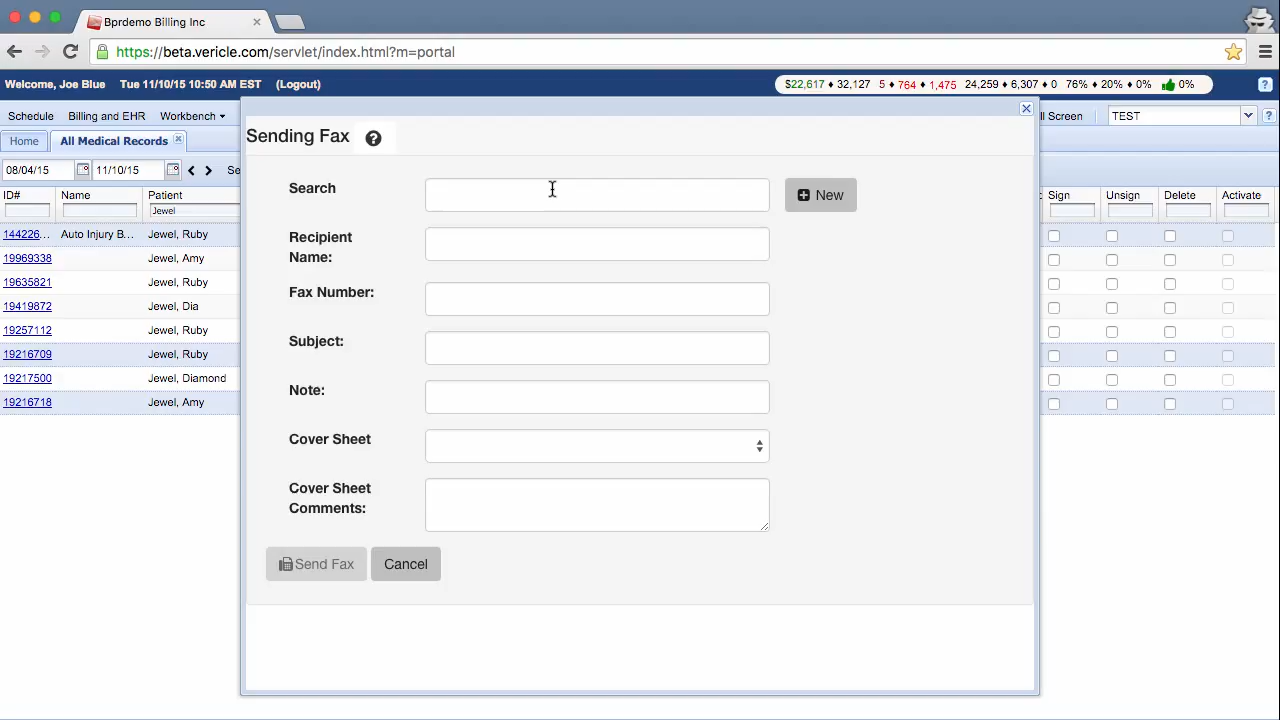 Bprdemo Billing Inc
https://beta.vericle.com/servlet/index.html?m=portal
Welcome, Joe Blue Tue 11/10/15 10:50 AM EST (Logout) $22,617 ♦ 32,127 5 ♦ 764 ♦ 1,475 24,259 ♦ 6,307 ♦ 0 76% ♦ 20% ♦ 0% 0% ?
Schedule Billing and EHR Workbench ll Screen TEST ?
Home All Medical Records
08/04/15 11/10/15 Se
ID# Name Patient Sign Unsign Delete Activate
Jewel
144226... Auto Injury B... Jewel, Ruby
19969338 Jewel, Amy
19635821 Jewel, Ruby
19419872 Jewel, Dia
19257112 Jewel, Ruby
19216709 Jewel, Ruby
19217500 Jewel, Diamond
19216718 Jewel, Amy
Sending Fax ?
Search New
Recipient
Name:
Fax Number:
Subject:
Note:
Cover Sheet
Cover Sheet
Comments:
Send Fax Cancel